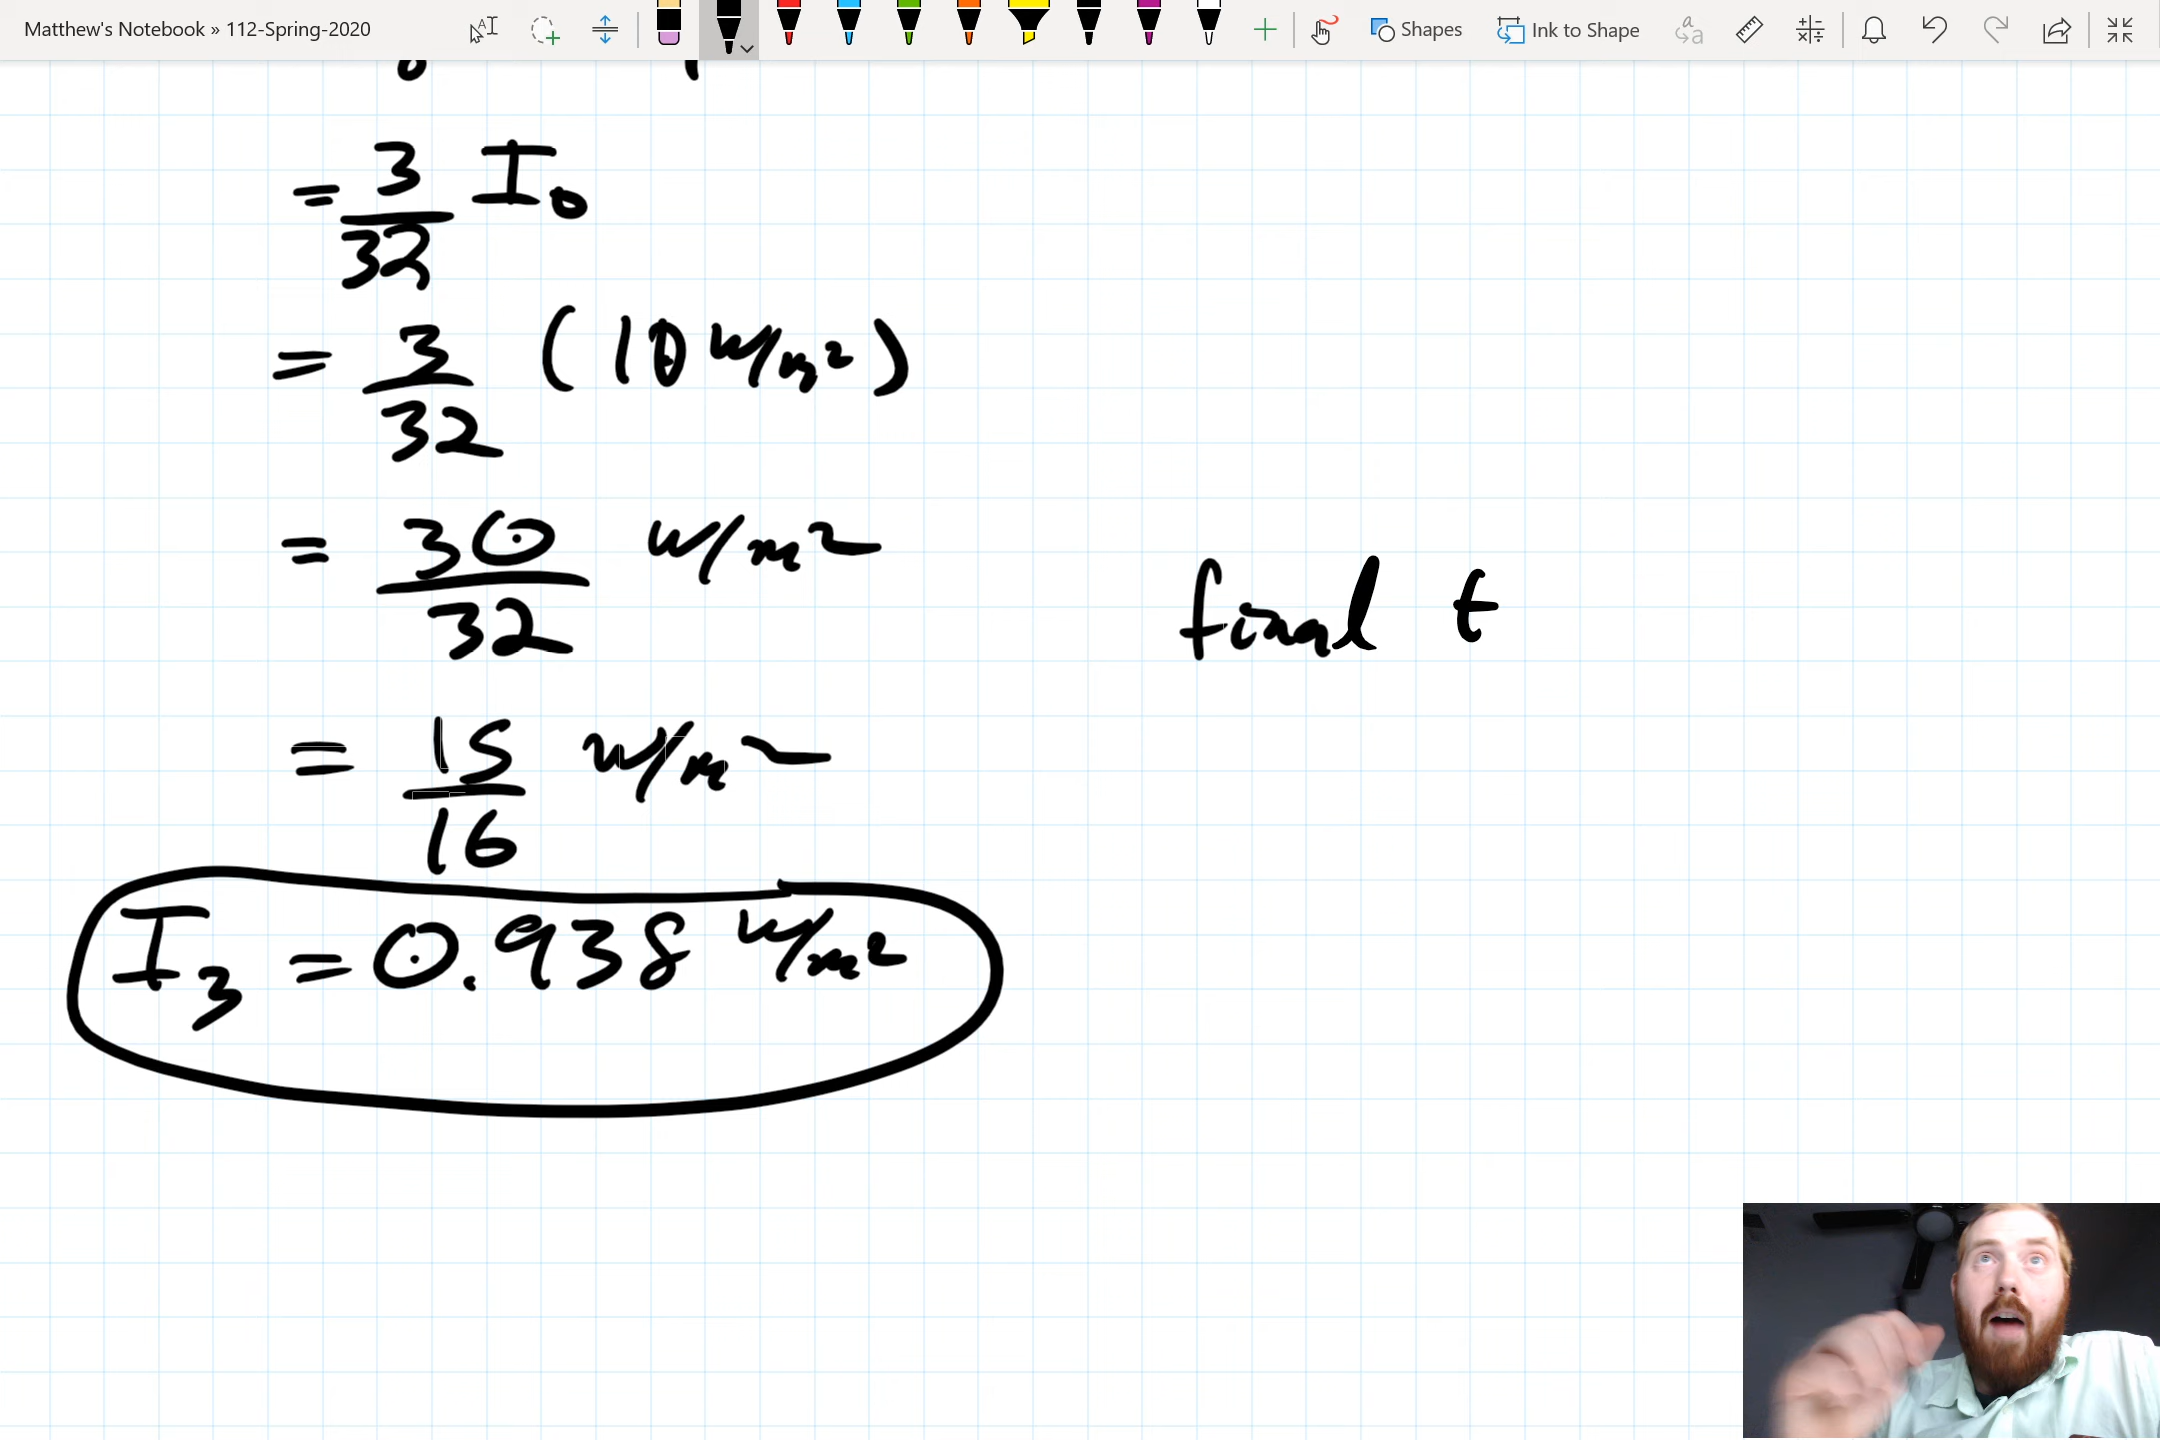 Matthew's Notebook » 112-Spring-2020
Shapes
Ink to Shape
= 3/32 I₀
= 3/32 (10 W/m²)
= 30/32 W/m²
final t
= 15/16 W/m²
I₃ = 0.938 W/m²